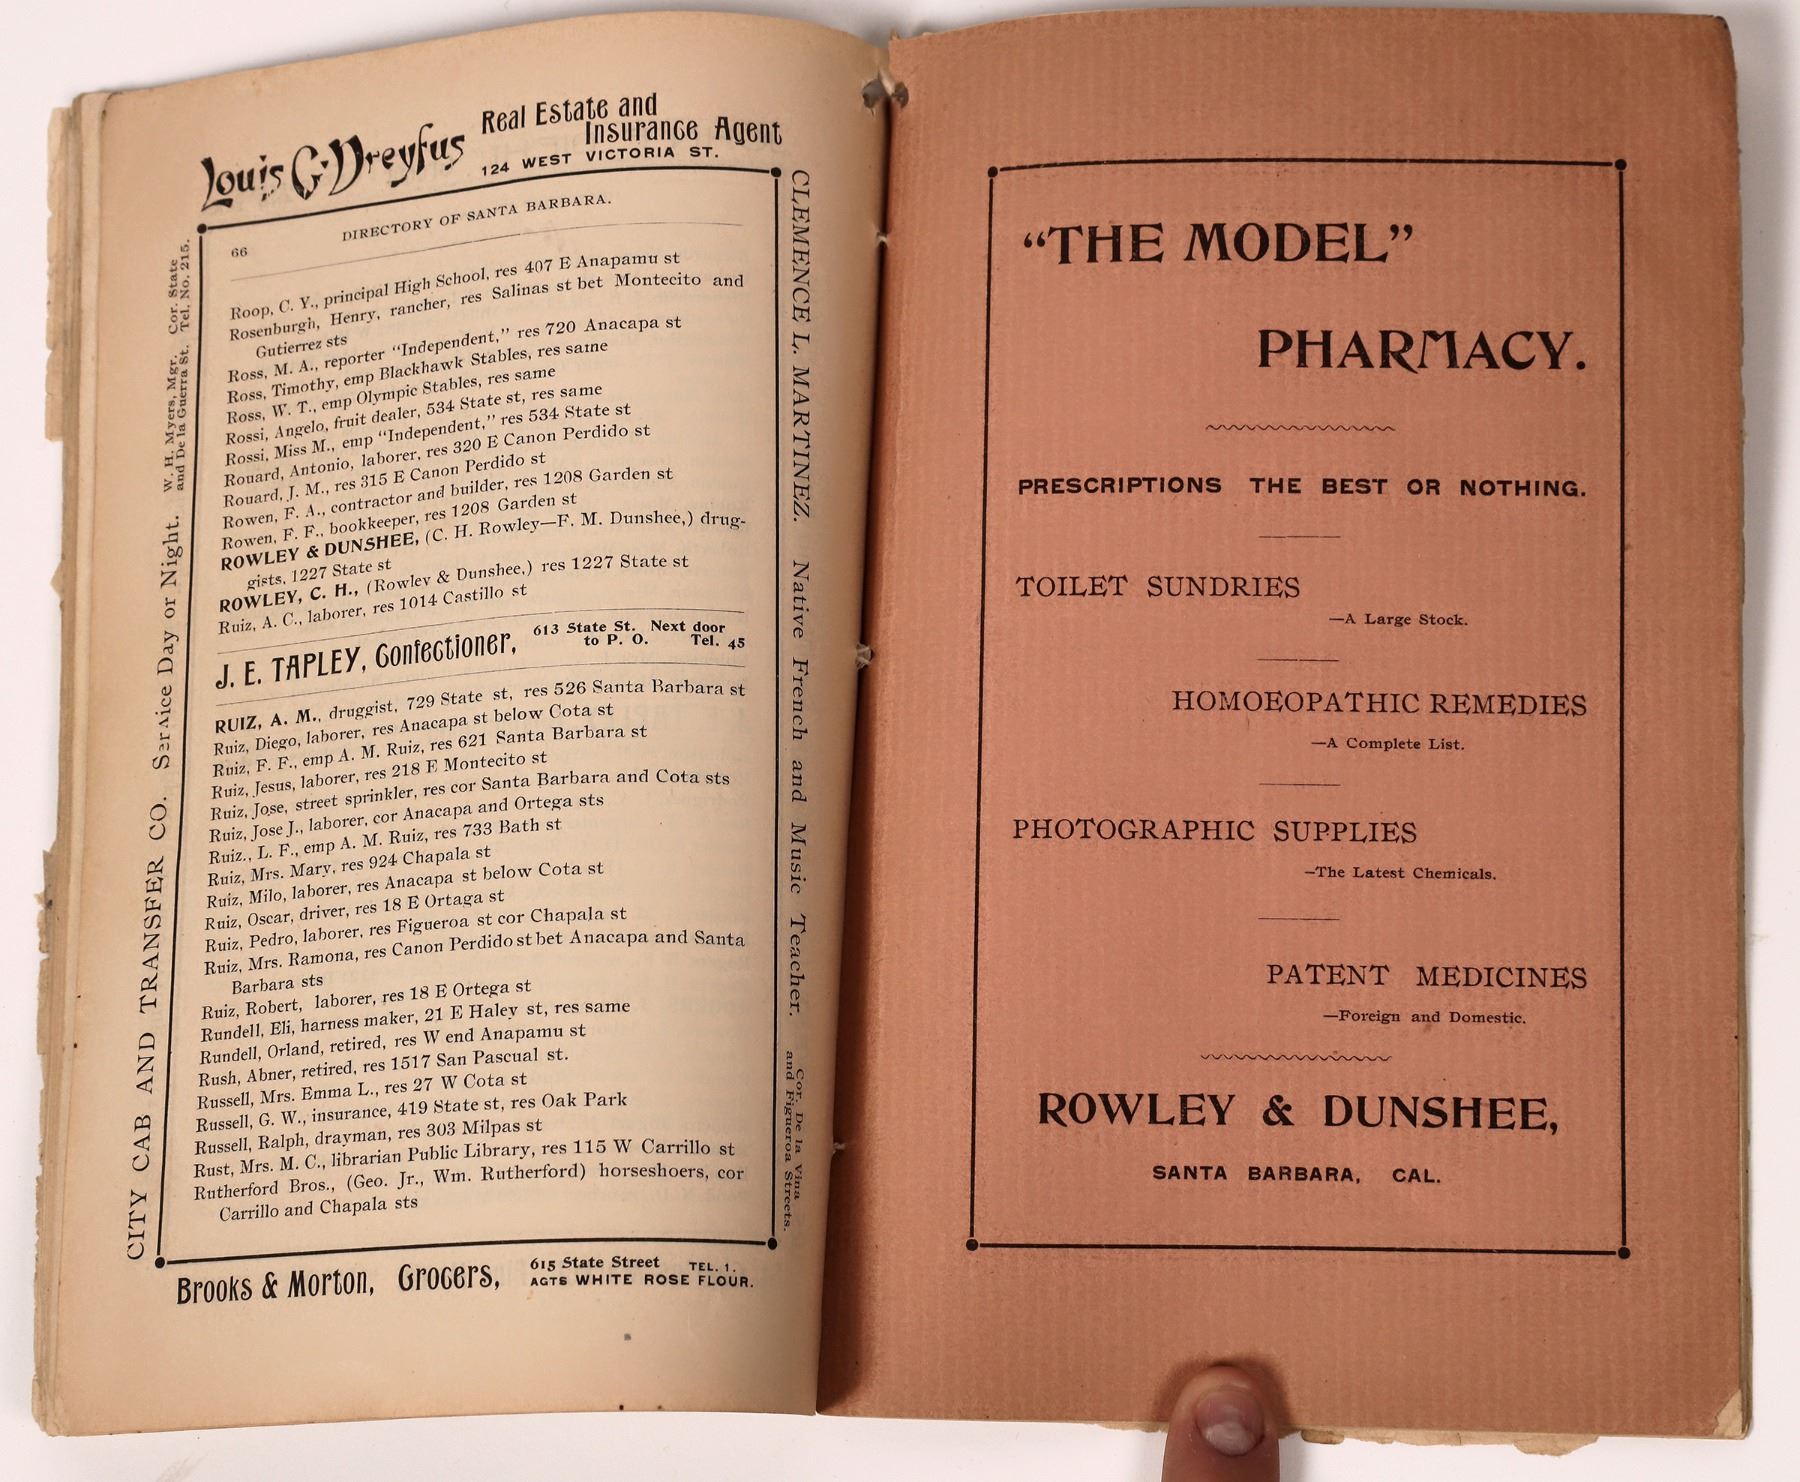 Louis G. Dreyfus Real Estate and
Insurance Agent
124 WEST VICTORIA ST.
66 DIRECTORY OF SANTA BARBARA.
Roop, C. Y., principal High School, res 407 E Anapamu st
Rosenburgh, Henry, rancher, res Salinas st bet Montecito and
Gutierrez sts
Ross, M. A., reporter “Independent,” res 720 Anacapa st
Ross, Timothy, emp Blackhawk Stables, res same
Ross, W. T., emp Olympic Stables, res same
Rossi, Angelo, fruit dealer, 534 State st, res same
Rossi, Miss M., emp “Independent,” res 534 State st
Rouard, Antonio, laborer, res 320 E Canon Perdido st
Rouard, J. M., res 315 E Canon Perdido st
Rowen, F. A., contractor and builder, res 1208 Garden st
Rowen, F. F., bookkeeper, res 1208 Garden st
ROWLEY & DUNSHEE, (C. H. Rowley—F. M. Dunshee,) drug-
gists, 1227 State st
ROWLEY, C. H., (Rowley & Dunshee,) res 1227 State st
Ruiz, A. C., laborer, res 1014 Castillo st
J. E. TAPLEY, Confectioner, 613 State St. Next door
to P. O. Tel. 45
RUIZ, A. M., druggist, 729 State st, res 526 Santa Barbara st
Ruiz, Diego, laborer, res Anacapa st below Cota st
Ruiz, F. F., emp A. M. Ruiz, res 621 Santa Barbara st
Ruiz, Jesus, laborer, res 218 E Montecito st
Ruiz, Jose, street sprinkler, res cor Santa Barbara and Cota sts
Ruiz, Jose J., laborer, cor Anacapa and Ortega sts
Ruiz., L. F., emp A. M. Ruiz, res 733 Bath st
Ruiz, Mrs. Mary, res 924 Chapala st
Ruiz, Milo, laborer, res Anacapa st below Cota st
Ruiz, Oscar, driver, res 18 E Ortaga st
Ruiz, Pedro, laborer, res Figueroa st cor Chapala st
Ruiz, Mrs. Ramona, res Canon Perdido st bet Anacapa and Santa
Barbara sts
Ruiz, Robert, laborer, res 18 E Ortega st
Rundell, Eli, harness maker, 21 E Haley st, res same
Rundell, Orland, retired, res W end Anapamu st
Rush, Abner, retired, res 1517 San Pascual st.
Russell, Mrs. Emma L., res 27 W Cota st
Russell, G. W., insurance, 419 State st, res Oak Park
Russell, Ralph, drayman, res 303 Milpas st
Rust, Mrs. M. C., librarian Public Library, res 115 W Carrillo st
Rutherford Bros., (Geo. Jr., Wm. Rutherford) horseshoers, cor
Carrillo and Chapala sts
Brooks & Morton, Grocers, 615 State Street TEL. 1.
AGTS WHITE ROSE FLOUR.
CITY CAB AND TRANSFER CO. Service Day or Night. W. H. Myers, Mgr. Cor. State
and De la Guerra St. Tel. No. 215.
CLEMENCE L. MARTINEZ. Native French and Music Teacher. Cor. De la Vina
and Figueroa Streets.
“THE MODEL”
PHARMACY.
PRESCRIPTIONS THE BEST OR NOTHING.
TOILET SUNDRIES
—A Large Stock.
HOMOEOPATHIC REMEDIES
—A Complete List.
PHOTOGRAPHIC SUPPLIES
—The Latest Chemicals.
PATENT MEDICINES
—Foreign and Domestic.
ROWLEY & DUNSHEE,
SANTA BARBARA, CAL.